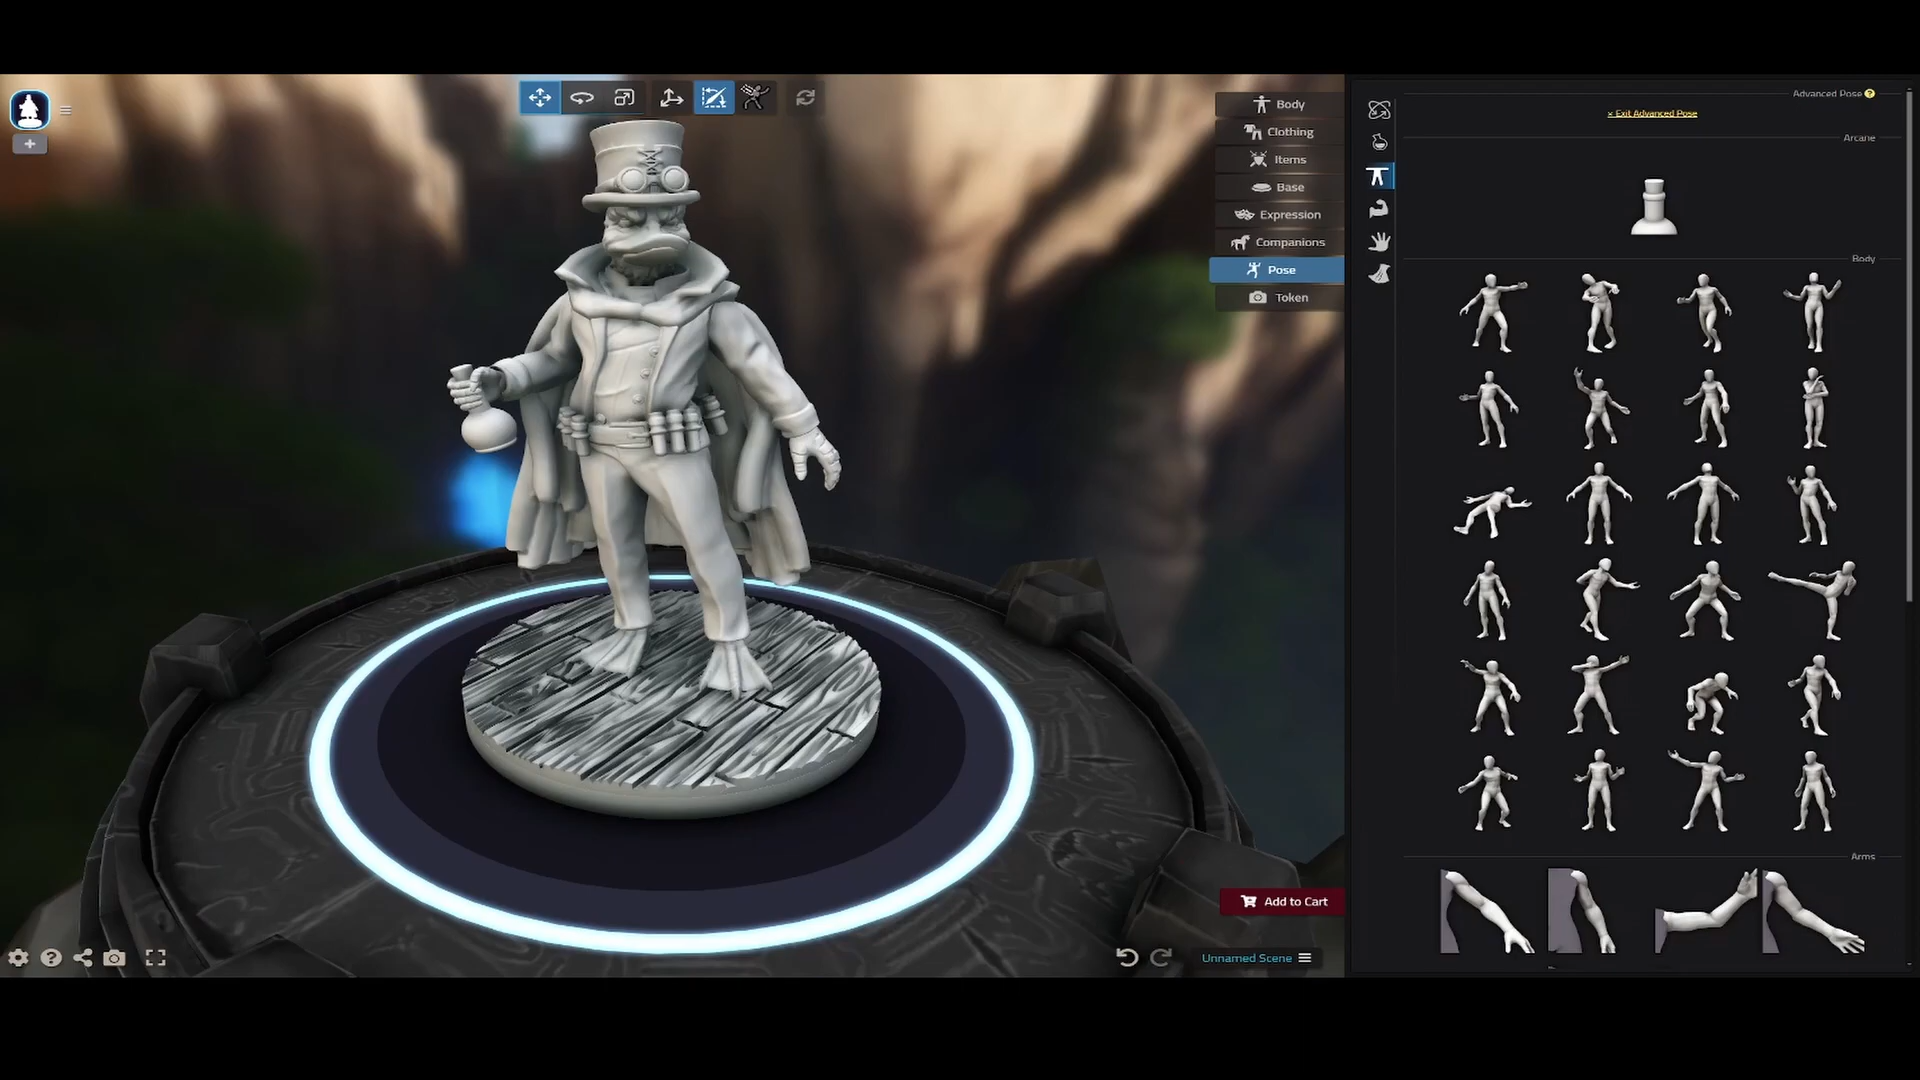 Body
Clothing
Items
Base
Expression
Companions
Pose
Token
Advanced Pose ?
× Exit Advanced Pose
Arcane
Body
Arms
Add to Cart
Unnamed Scene